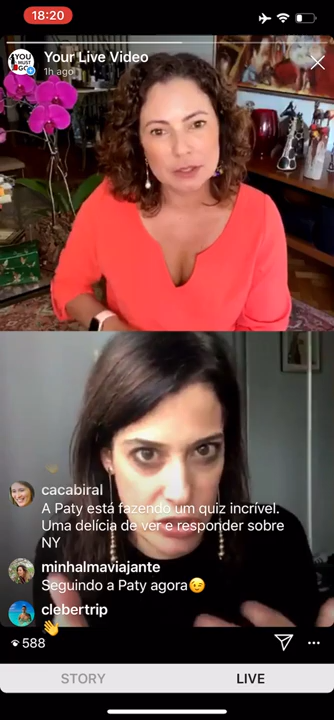 18:20
YOU
MUST
GO
Your Live Video
1h ago
cacabiral
A Paty está fazendo um quiz incrível.
Uma delícia de ver e responder sobre
NY
minhalmaviajante
Seguindo a Paty agora😉
clebertrip
👋
588
STORY
LIVE